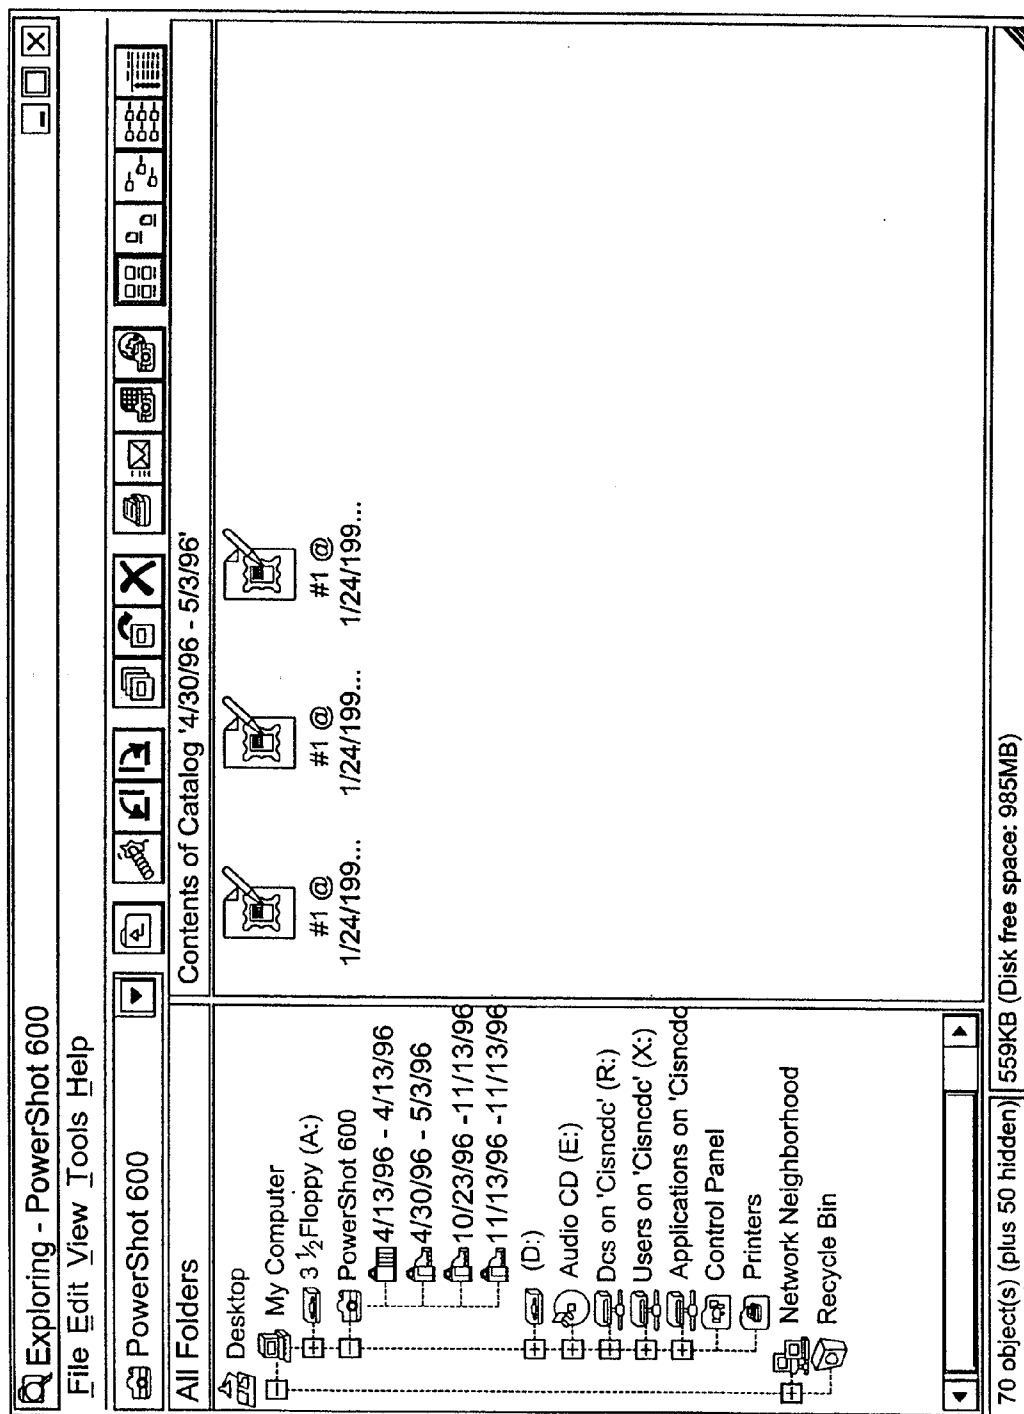 Exploring - PowerShot 600
File Edit View Tools Help
PowerShot 600
All Folders
Contents of Catalog '4/30/96 - 5/3/96'
Desktop
My Computer
3 ½Floppy (A:)
PowerShot 600
4/13/96 - 4/13/96
4/30/96 - 5/3/96
10/23/96 -11/13/96
11/13/96 -11/13/96
(D:)
Audio CD (E:)
Dcs on 'Cisncdc' (R:)
Users on 'Cisncdc' (X:)
Applications on 'Cisncdc
Control Panel
Printers
Network Neighborhood
Recycle Bin
#1 @
1/24/199...
#1 @
1/24/199...
#1 @
1/24/199...
70 object(s) (plus 50 hidden)
559KB (Disk free space: 985MB)